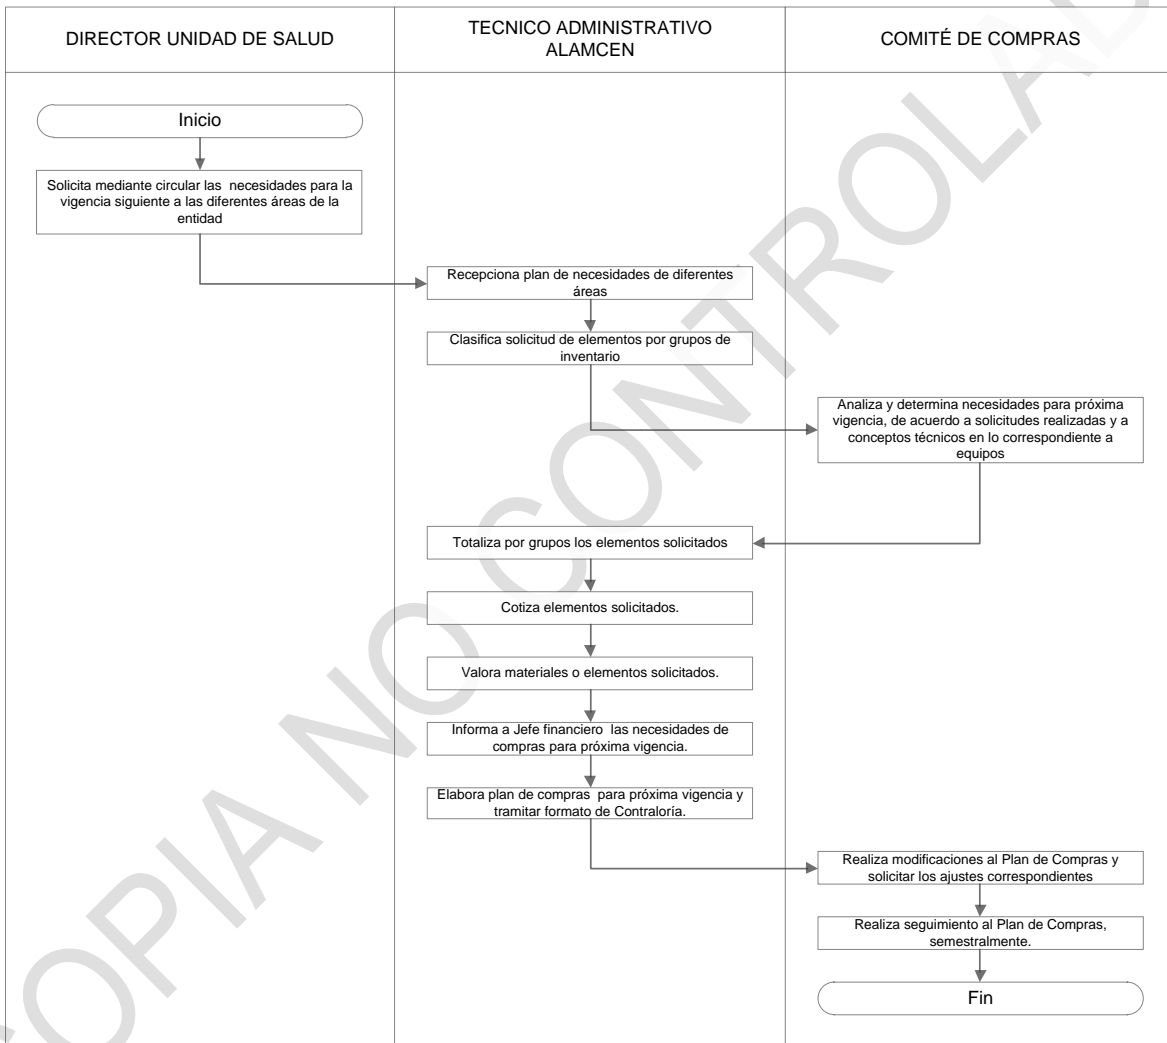 DIRECTOR UNIDAD DE SALUD
TECNICO ADMINISTRATIVO
ALAMCEN
COMITÉ DE COMPRAS
Inicio
Solicita mediante circular las necesidades para la
vigencia siguiente a las diferentes áreas de la
entidad
Recepciona plan de necesidades de diferentes
áreas
Clasifica solicitud de elementos por grupos de
inventario
Analiza y determina necesidades para próxima
vigencia, de acuerdo a solicitudes realizadas y a
conceptos técnicos en lo correspondiente a
equipos
Totaliza por grupos los elementos solicitados
Cotiza elementos solicitados.
Valora materiales o elementos solicitados.
Informa a Jefe financiero las necesidades de
compras para próxima vigencia.
Elabora plan de compras para próxima vigencia y
tramitar formato de Contraloría.
Realiza modificaciones al Plan de Compras y
solicitar los ajustes correspondientes
Realiza seguimiento al Plan de Compras,
semestralmente.
Fin
COPIA NO CONTROLAD